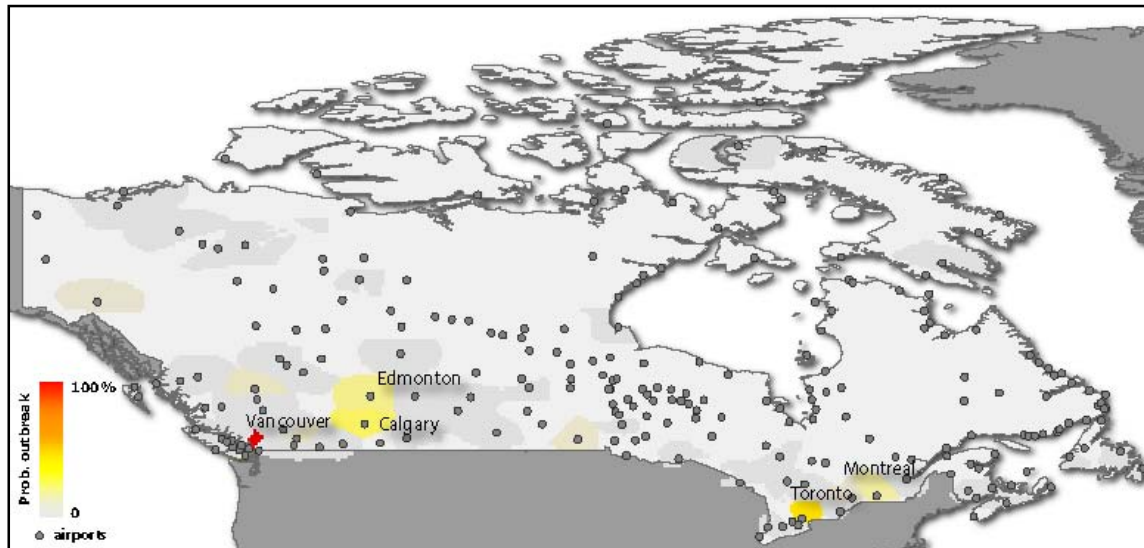 Edmonton
Vancouver
Calgary
Montreal
Toronto
Prob. outbreak
100 %
0
airports